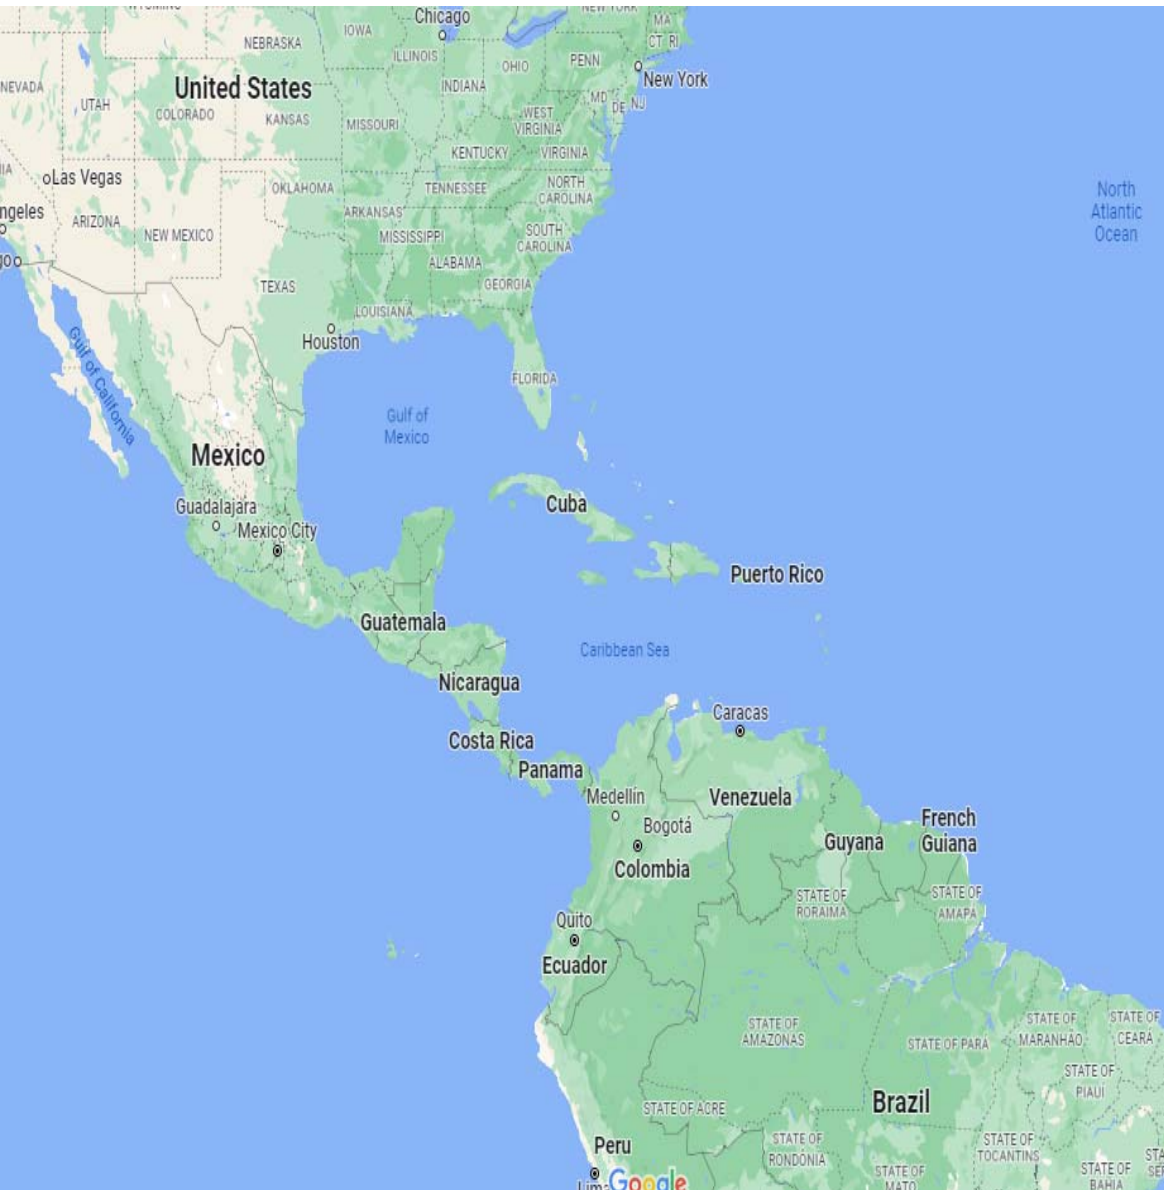 Chicago
NEW YORK
MA
CT RI
IOWA
NEBRASKA
ILLINOIS
OHIO
PENN
New York
NEVADA
United States
INDIANA
MD
DE NJ
UTAH
COLORADO
KANSAS
MISSOURI
WEST
VIRGINIA
KENTUCKY
VIRGINIA
Las Vegas
OKLAHOMA
TENNESSEE
NORTH
CAROLINA
North
Atlantic
Ocean
ngeles
ARIZONA
NEW MEXICO
ARKANSAS
MISSISSIPPI
SOUTH
CAROLINA
ALABAMA
TEXAS
GEORGIA
LOUISIANA
Houston
Gulf of California
FLORIDA
Gulf of
Mexico
Mexico
Guadalajara
Mexico City
Cuba
Puerto Rico
Guatemala
Caribbean Sea
Nicaragua
Caracas
Costa Rica
Panama
Medellín
Venezuela
Bogotá
French
Guiana
Guyana
Colombia
STATE OF
RORAIMA
STATE OF
AMAPÁ
Quito
Ecuador
STATE OF
AMAZONAS
STATE OF PARÁ
STATE OF
MARANHÃO
STATE OF
CEARÁ
STATE OF
PIAUÍ
STATE OF ACRE
Brazil
Peru
STATE OF
RONDÔNIA
STATE OF
TOCANTINS
STATE OF
MATO
STATE OF
BAHIA
Lima
Google